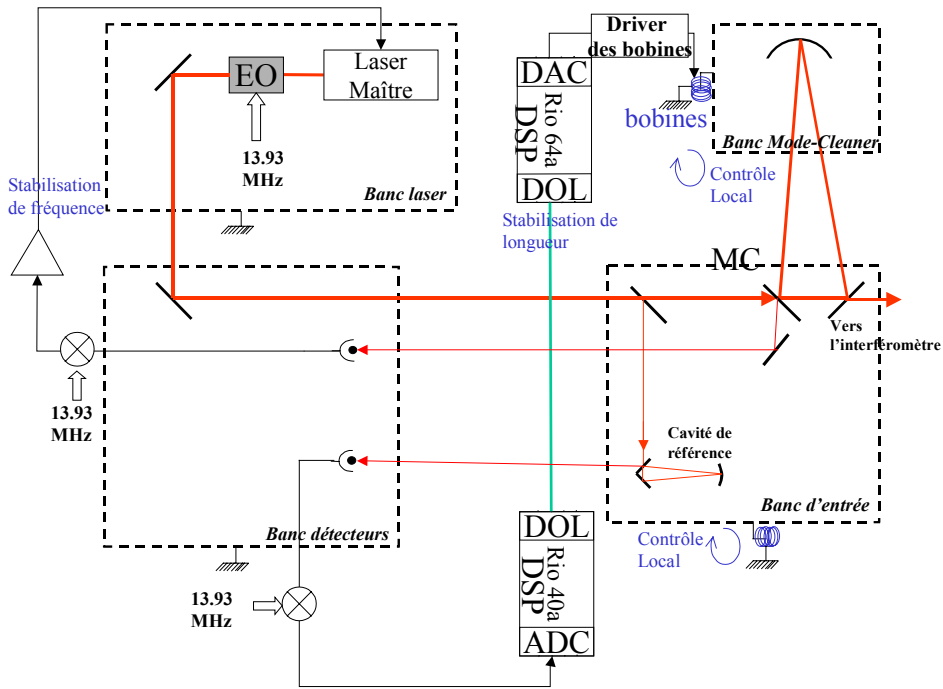 Driver
des bobines
EO
Laser
Maître
13.93
MHz
Banc laser
Stabilisation
de fréquence
DAC
Rio 64a
DSP
DOL
bobines
Banc Mode-Cleaner
Contrôle
Local
Stabilisation de
longueur
MC
Vers
l'interféromètre
13.93
MHz
Cavité de
référence
Banc d'entrée
Banc détecteurs
DOL
Rio 40a
DSP
ADC
Contrôle
Local
13.93
MHz